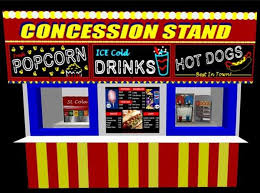 CONCESSION STAND
POPCORN
ICE Cold
DRINKS
HOT DOGS
Best In Town!